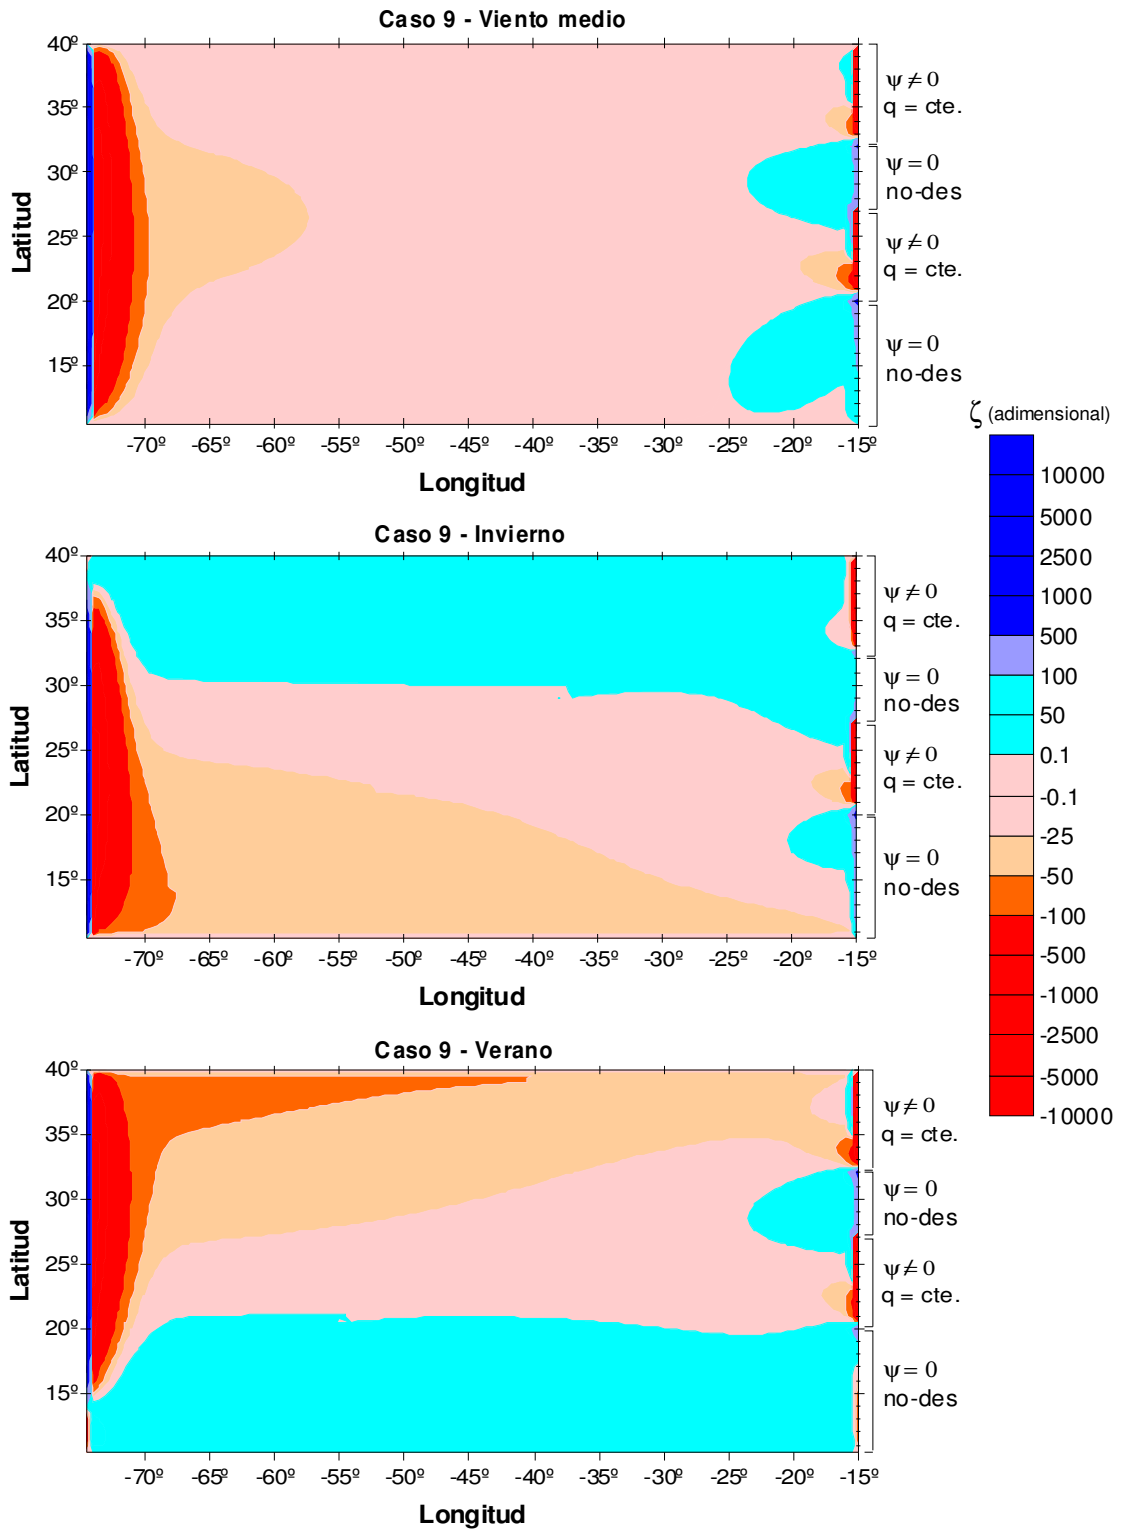 Caso 9 - Viento medio
40º
35º
30º
25º
20º
15º
Latitud
-70º -65º -60º -55º -50º -45º -40º -35º -30º -25º -20º -15º
Longitud
ψ ≠ 0
q = cte.
ψ = 0
no-des
ψ ≠ 0
q = cte.
ψ = 0
no-des
Caso 9 - Invierno
40º
35º
30º
25º
20º
15º
Latitud
-70º -65º -60º -55º -50º -45º -40º -35º -30º -25º -20º -15º
Longitud
ψ ≠ 0
q = cte.
ψ = 0
no-des
ψ ≠ 0
q = cte.
ψ = 0
no-des
Caso 9 - Verano
40º
35º
30º
25º
20º
15º
Latitud
-70º -65º -60º -55º -50º -45º -40º -35º -30º -25º -20º -15º
Longitud
ψ ≠ 0
q = cte.
ψ = 0
no-des
ψ ≠ 0
q = cte.
ψ = 0
no-des
ζ (adimensional)
10000
5000
2500
1000
500
100
50
0.1
-0.1
-25
-50
-100
-500
-1000
-2500
-5000
-10000